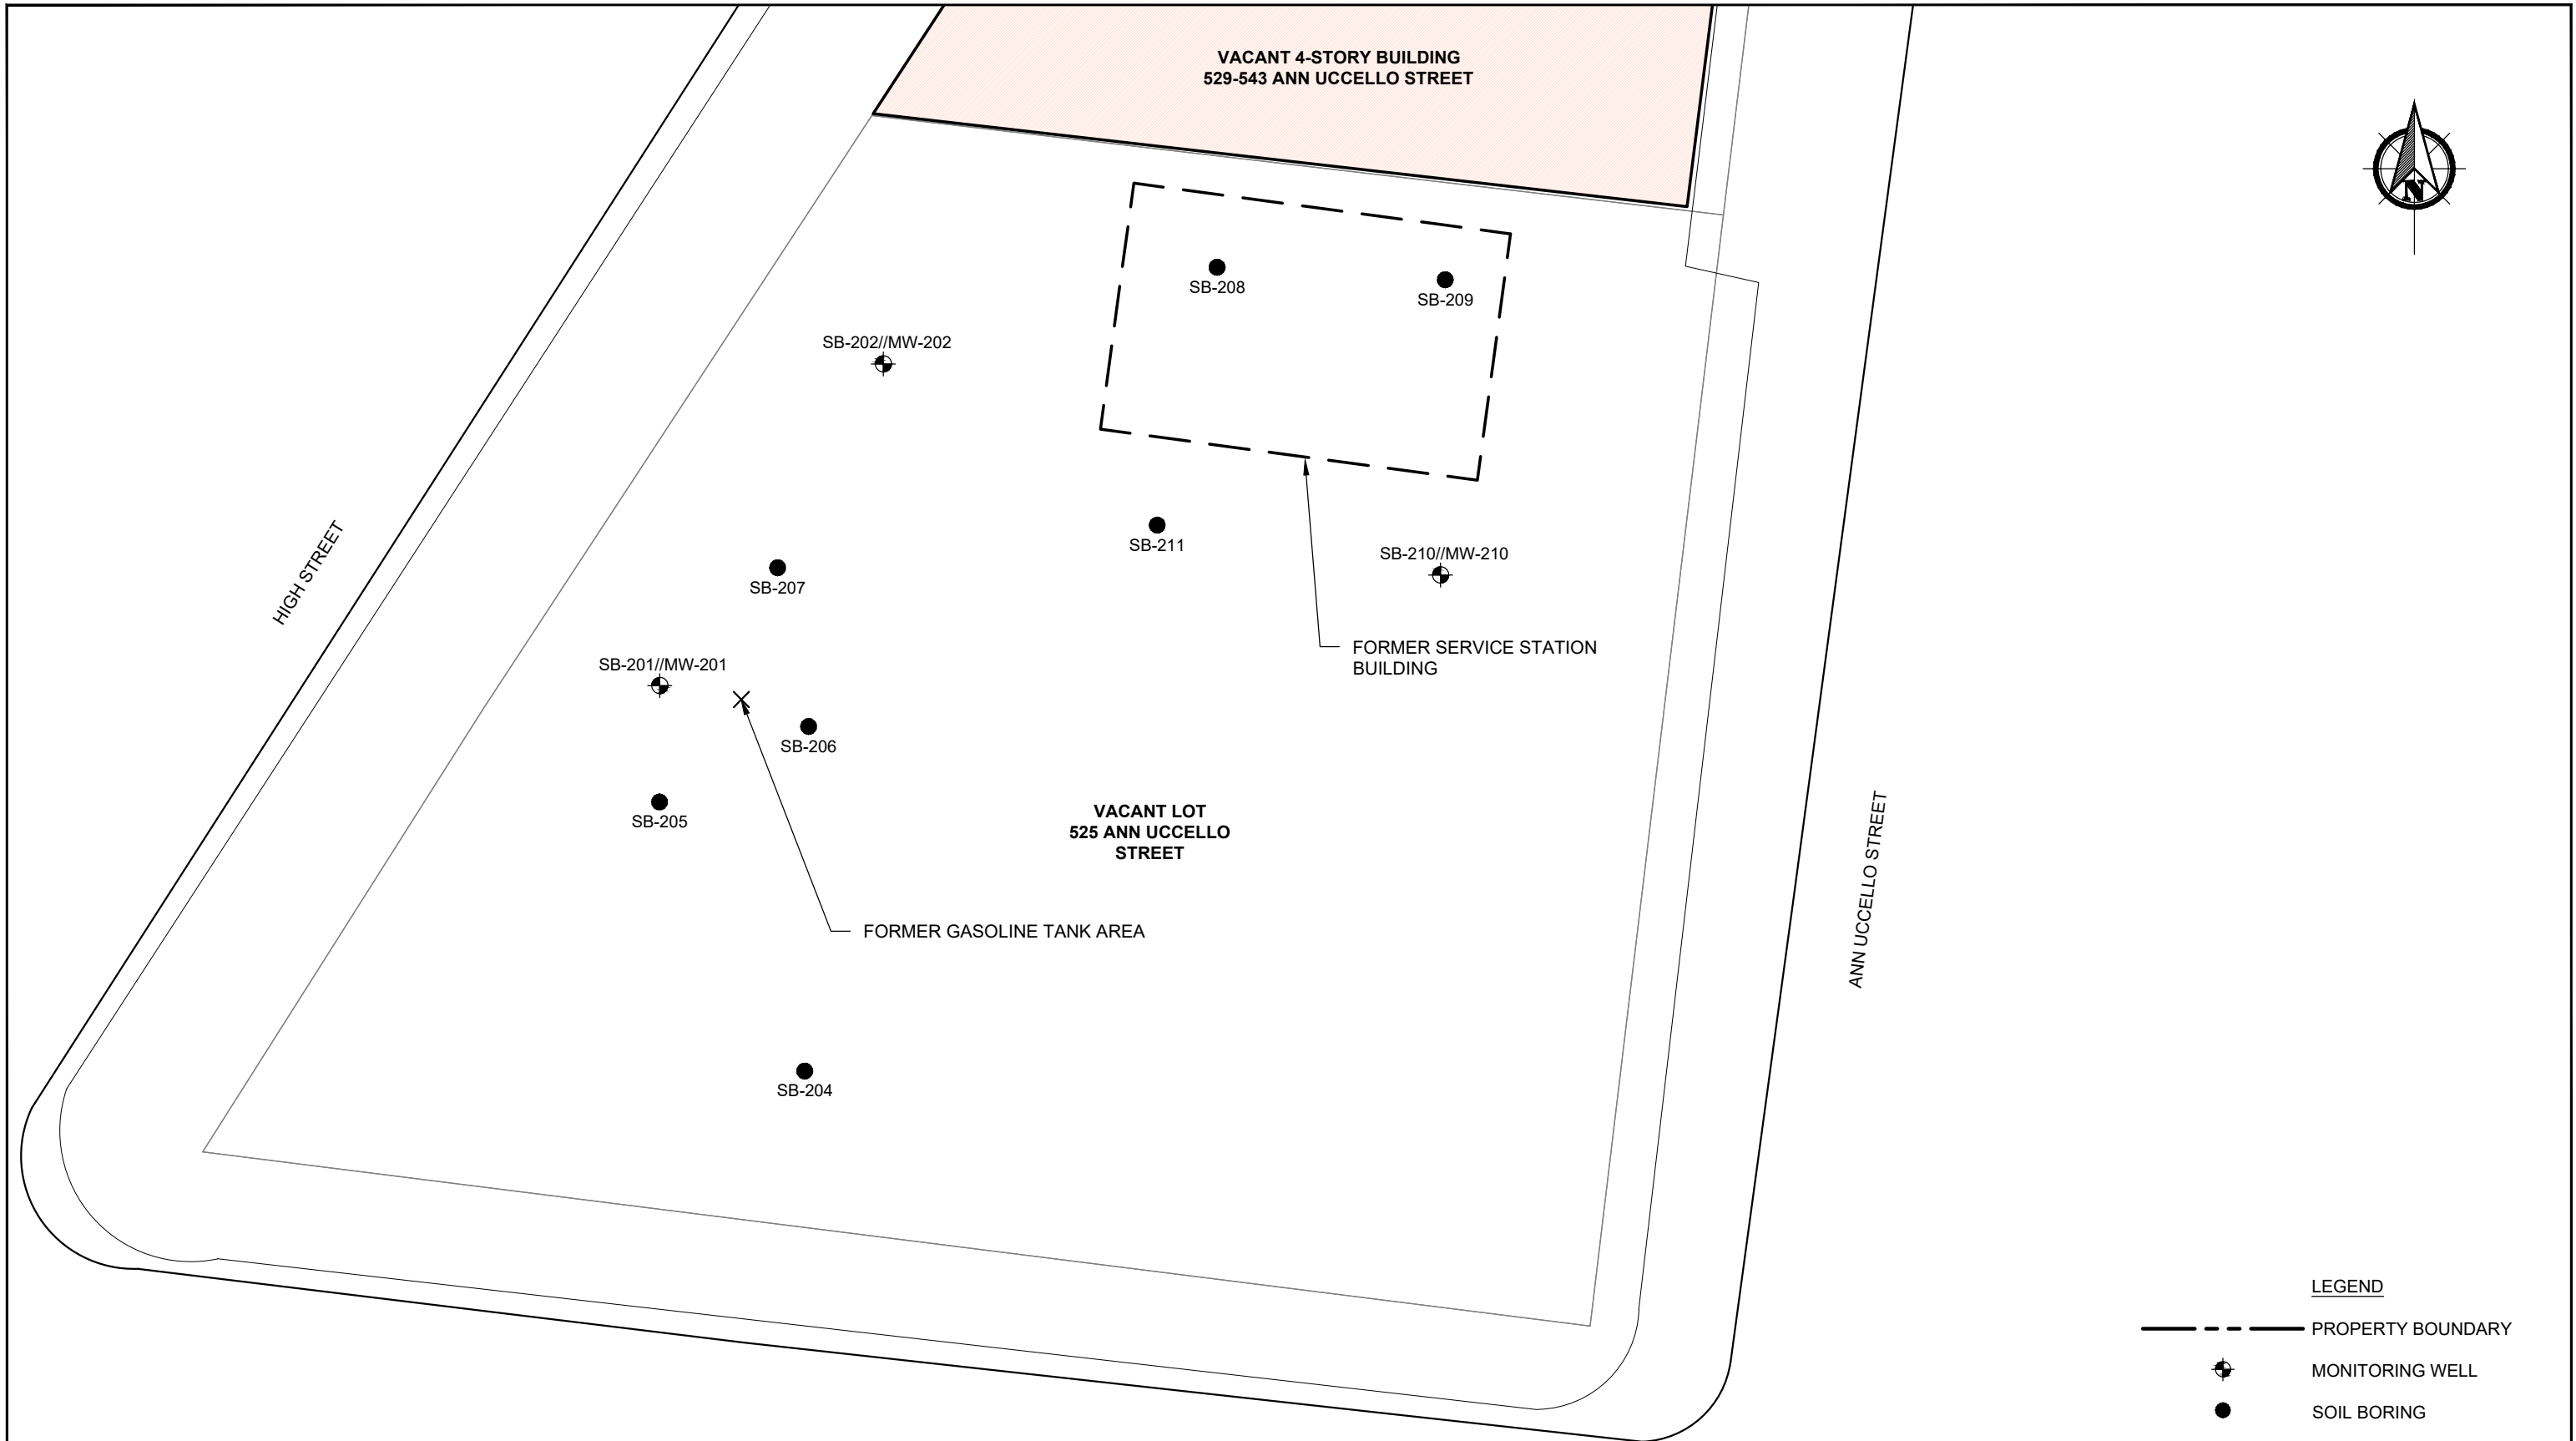 VACANT 4-STORY BUILDING
529-543 ANN UCCELLO STREET
N
SB-208
SB-209
SB-202//MW-202
SB-211
SB-210//MW-210
SB-207
HIGH STREET
FORMER SERVICE STATION
BUILDING
SB-201//MW-201
SB-206
SB-205
VACANT LOT
525 ANN UCCELLO
STREET
ANN UCCELLO STREET
FORMER GASOLINE TANK AREA
SB-204
LEGEND
PROPERTY BOUNDARY
MONITORING WELL
SOIL BORING